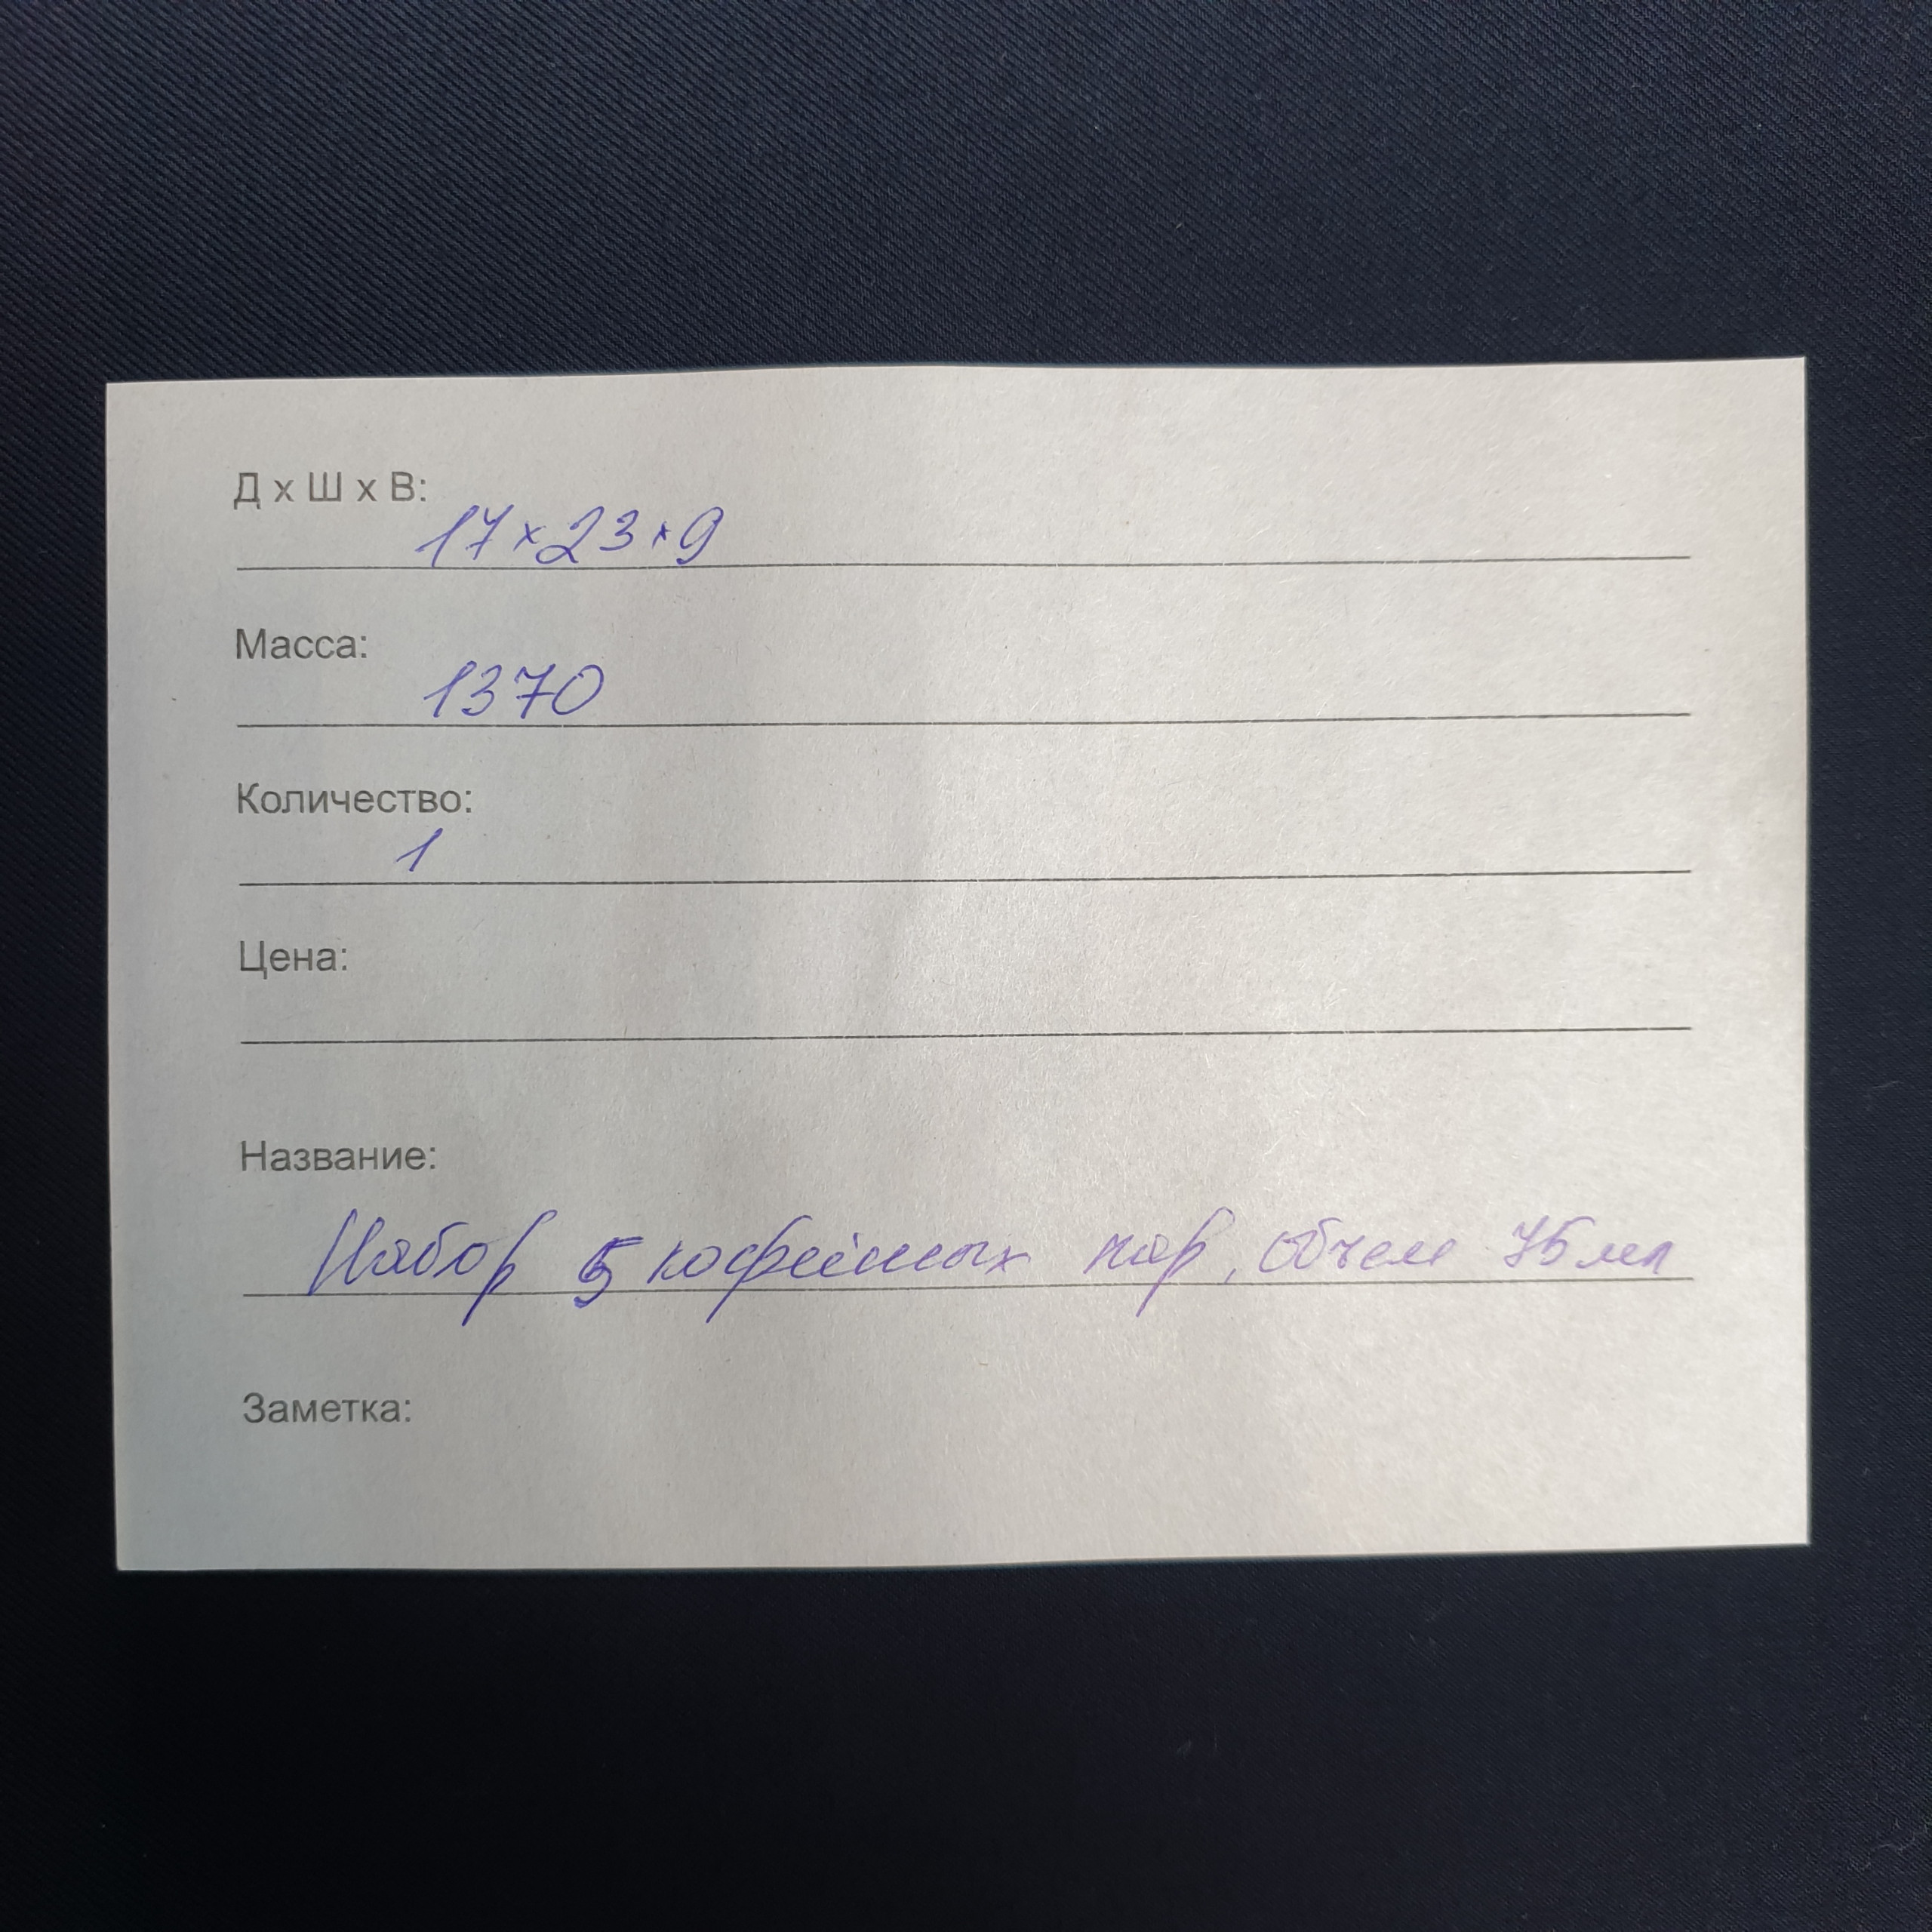 Д х Ш х В:
17×23×9
Масса:
1370
Количество:
1
Цена:
Название:
Набор 5 кофейных пар, объем 75 мл
Заметка: